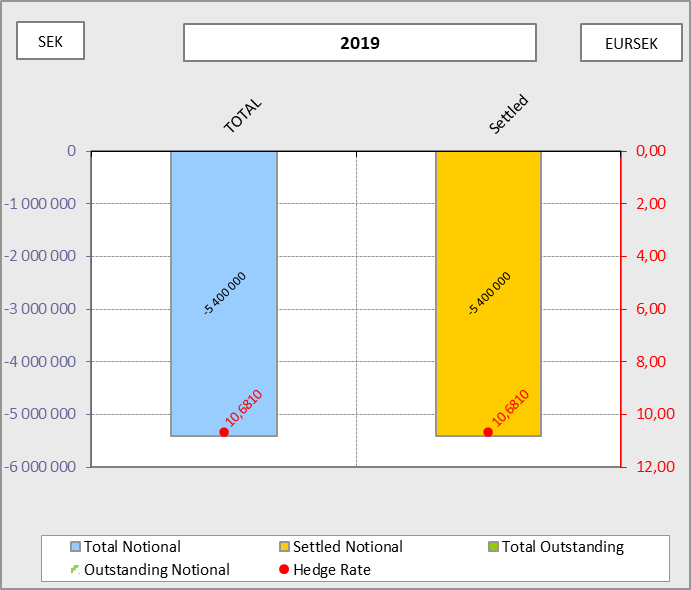 SEK
2019
EURSEK
TOTAL
Settled
0
0,00
-1 000 000
2,00
-2 000 000
4,00
-3 000 000
6,00
-4 000 000
8,00
-5 000 000
10,00
-6 000 000
12,00
-5 400 000
-5 400 000
10,6810
10,6810
Total Notional
Settled Notional
Total Outstanding
Outstanding Notional
Hedge Rate